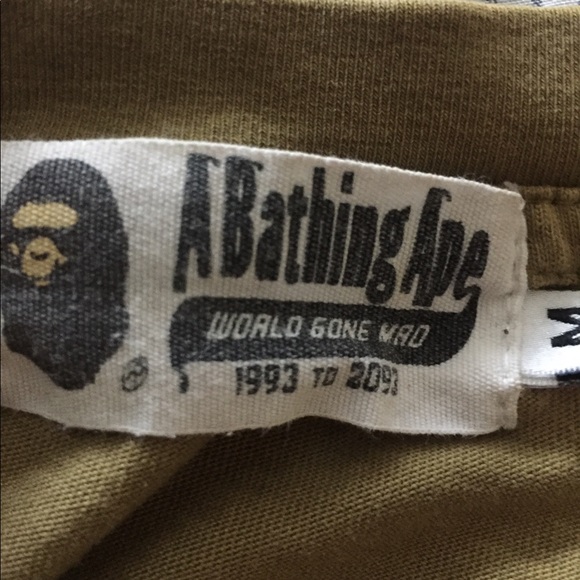 A Bathing Ape
WORLD GONE MAD
1993 TO 2093
M